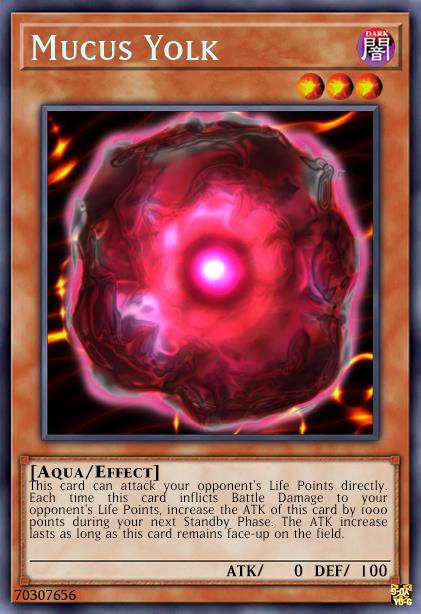 Mucus Yolk
DARK
闇
[Aqua/Effect]
This card can attack your opponent's Life Points directly.
Each time this card inflicts Battle Damage to your
opponent's Life Points, increase the ATK of this card by 1000
points during your next Standby Phase. The ATK increase
lasts as long as this card remains face-up on the field.
ATK/ 0 DEF/ 100
70307656